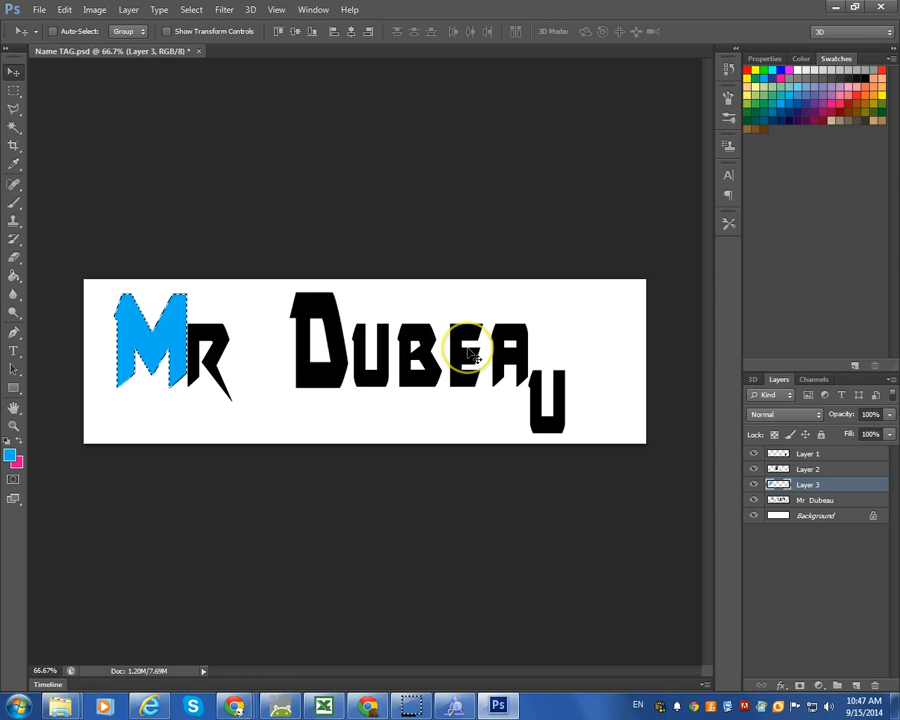 Ps File Edit Image Layer Type Select Filter 3D View Window Help
Auto-Select: Group Show Transform Controls 3D Mode: 3D
Name TAG.psd @ 66.7% (Layer 3, RGB/8) * ×
Properties Color Swatches
MR DUBEAU
3D Layers Channels
Kind
Normal Opacity: 100%
Lock: Fill: 100%
Layer 1
Layer 2
Layer 3
Mr Dubeau
Background
66.67% Doc: 1.20M/7.69M
Timeline
EN 10:47 AM
9/15/2014